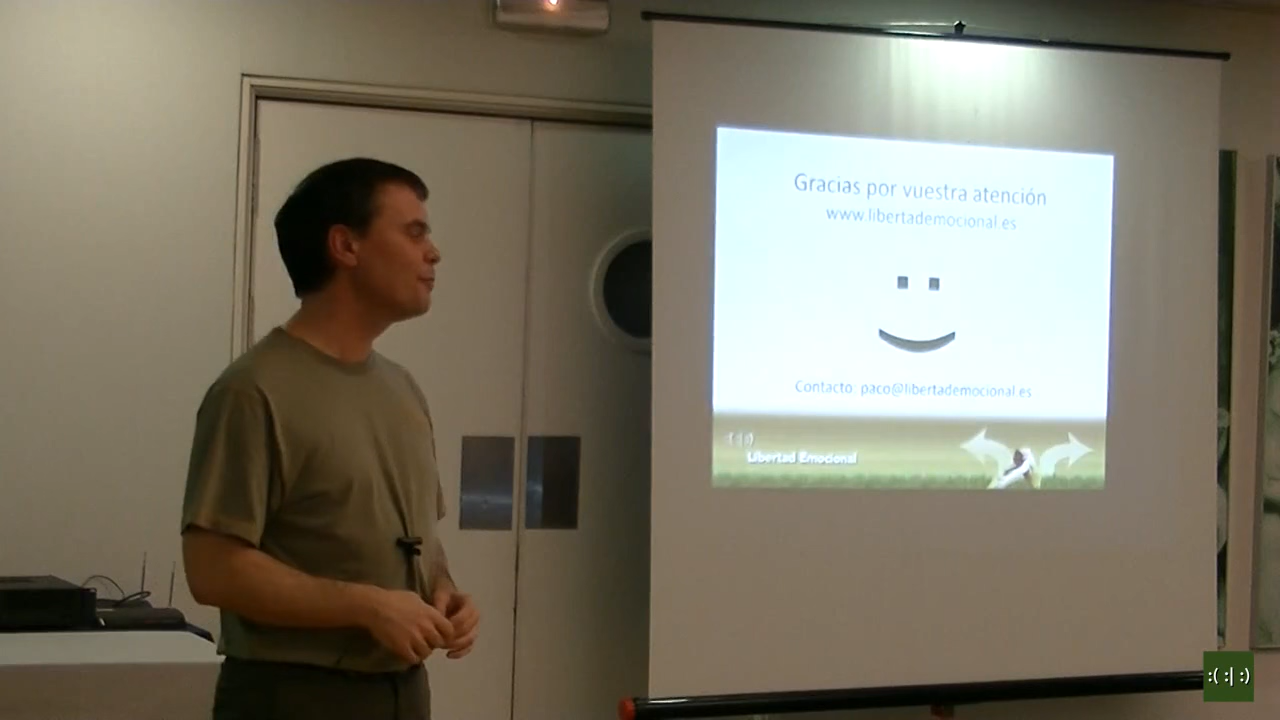 Gracias por vuestra atención
www.libertademocional.es
Contacto: paco@libertademocional.es
:(:|:)
Libertad Emocional
:( :| :)